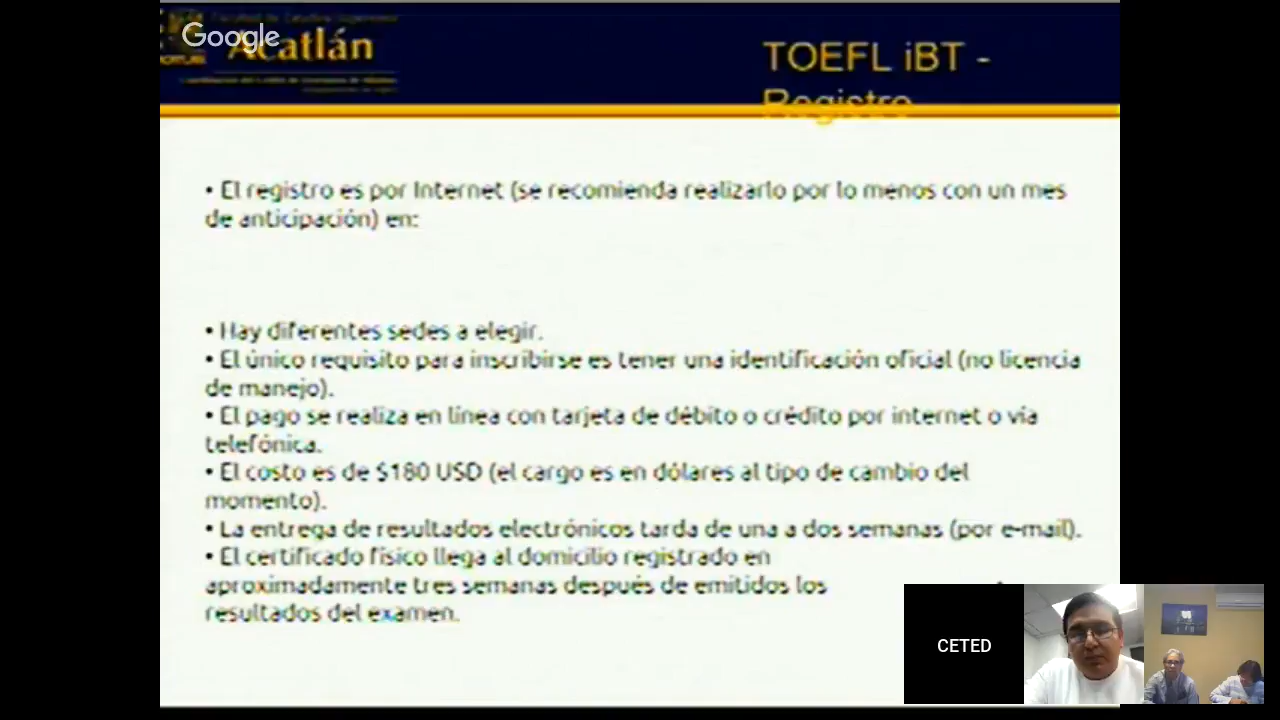 Google
Facultad de Estudios Superiores
Acatlán
TOEFL iBT -
Registro
• El registro es por Internet (se recomienda realizarlo por lo menos con un mes
de anticipación) en:
• Hay diferentes sedes a elegir.
• El único requisito para inscribirse es tener una identificación oficial (no licencia
de manejo).
• El pago se realiza en línea con tarjeta de débito o crédito por internet o vía
telefónica.
• El costo es de $180 USD (el cargo es en dólares al tipo de cambio del
momento).
• La entrega de resultados electrónicos tarda de una a dos semanas (por e-mail).
• El certificado físico llega al domicilio registrado en
aproximadamente tres semanas después de emitidos los
resultados del examen.
CETED